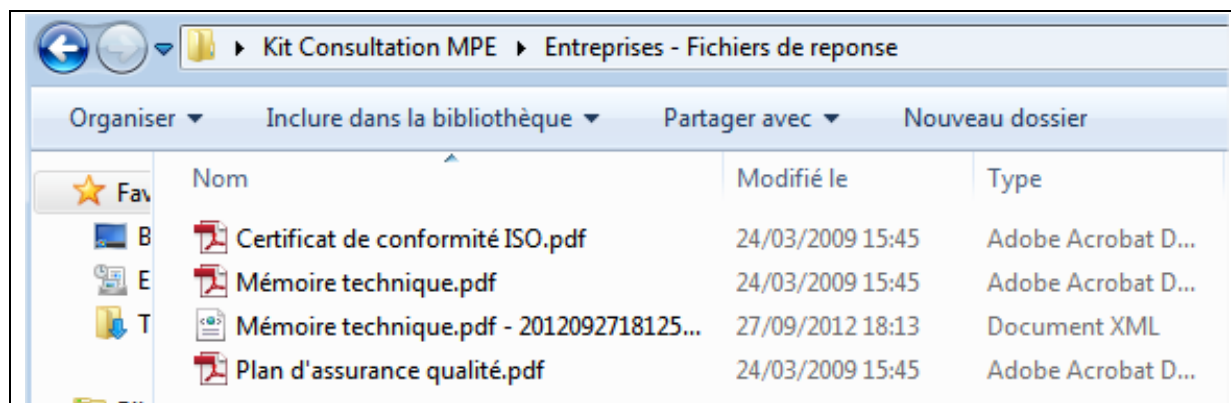 Kit Consultation MPE Entreprises - Fichiers de reponse
Organiser Inclure dans la bibliothèque Partager avec Nouveau dossier
Nom Modifié le Type
Fav
B Certificat de conformité ISO.pdf 24/03/2009 15:45 Adobe Acrobat D...
E Mémoire technique.pdf 24/03/2009 15:45 Adobe Acrobat D...
T Mémoire technique.pdf - 2012092718125... 27/09/2012 18:13 Document XML
Plan d'assurance qualité.pdf 24/03/2009 15:45 Adobe Acrobat D...